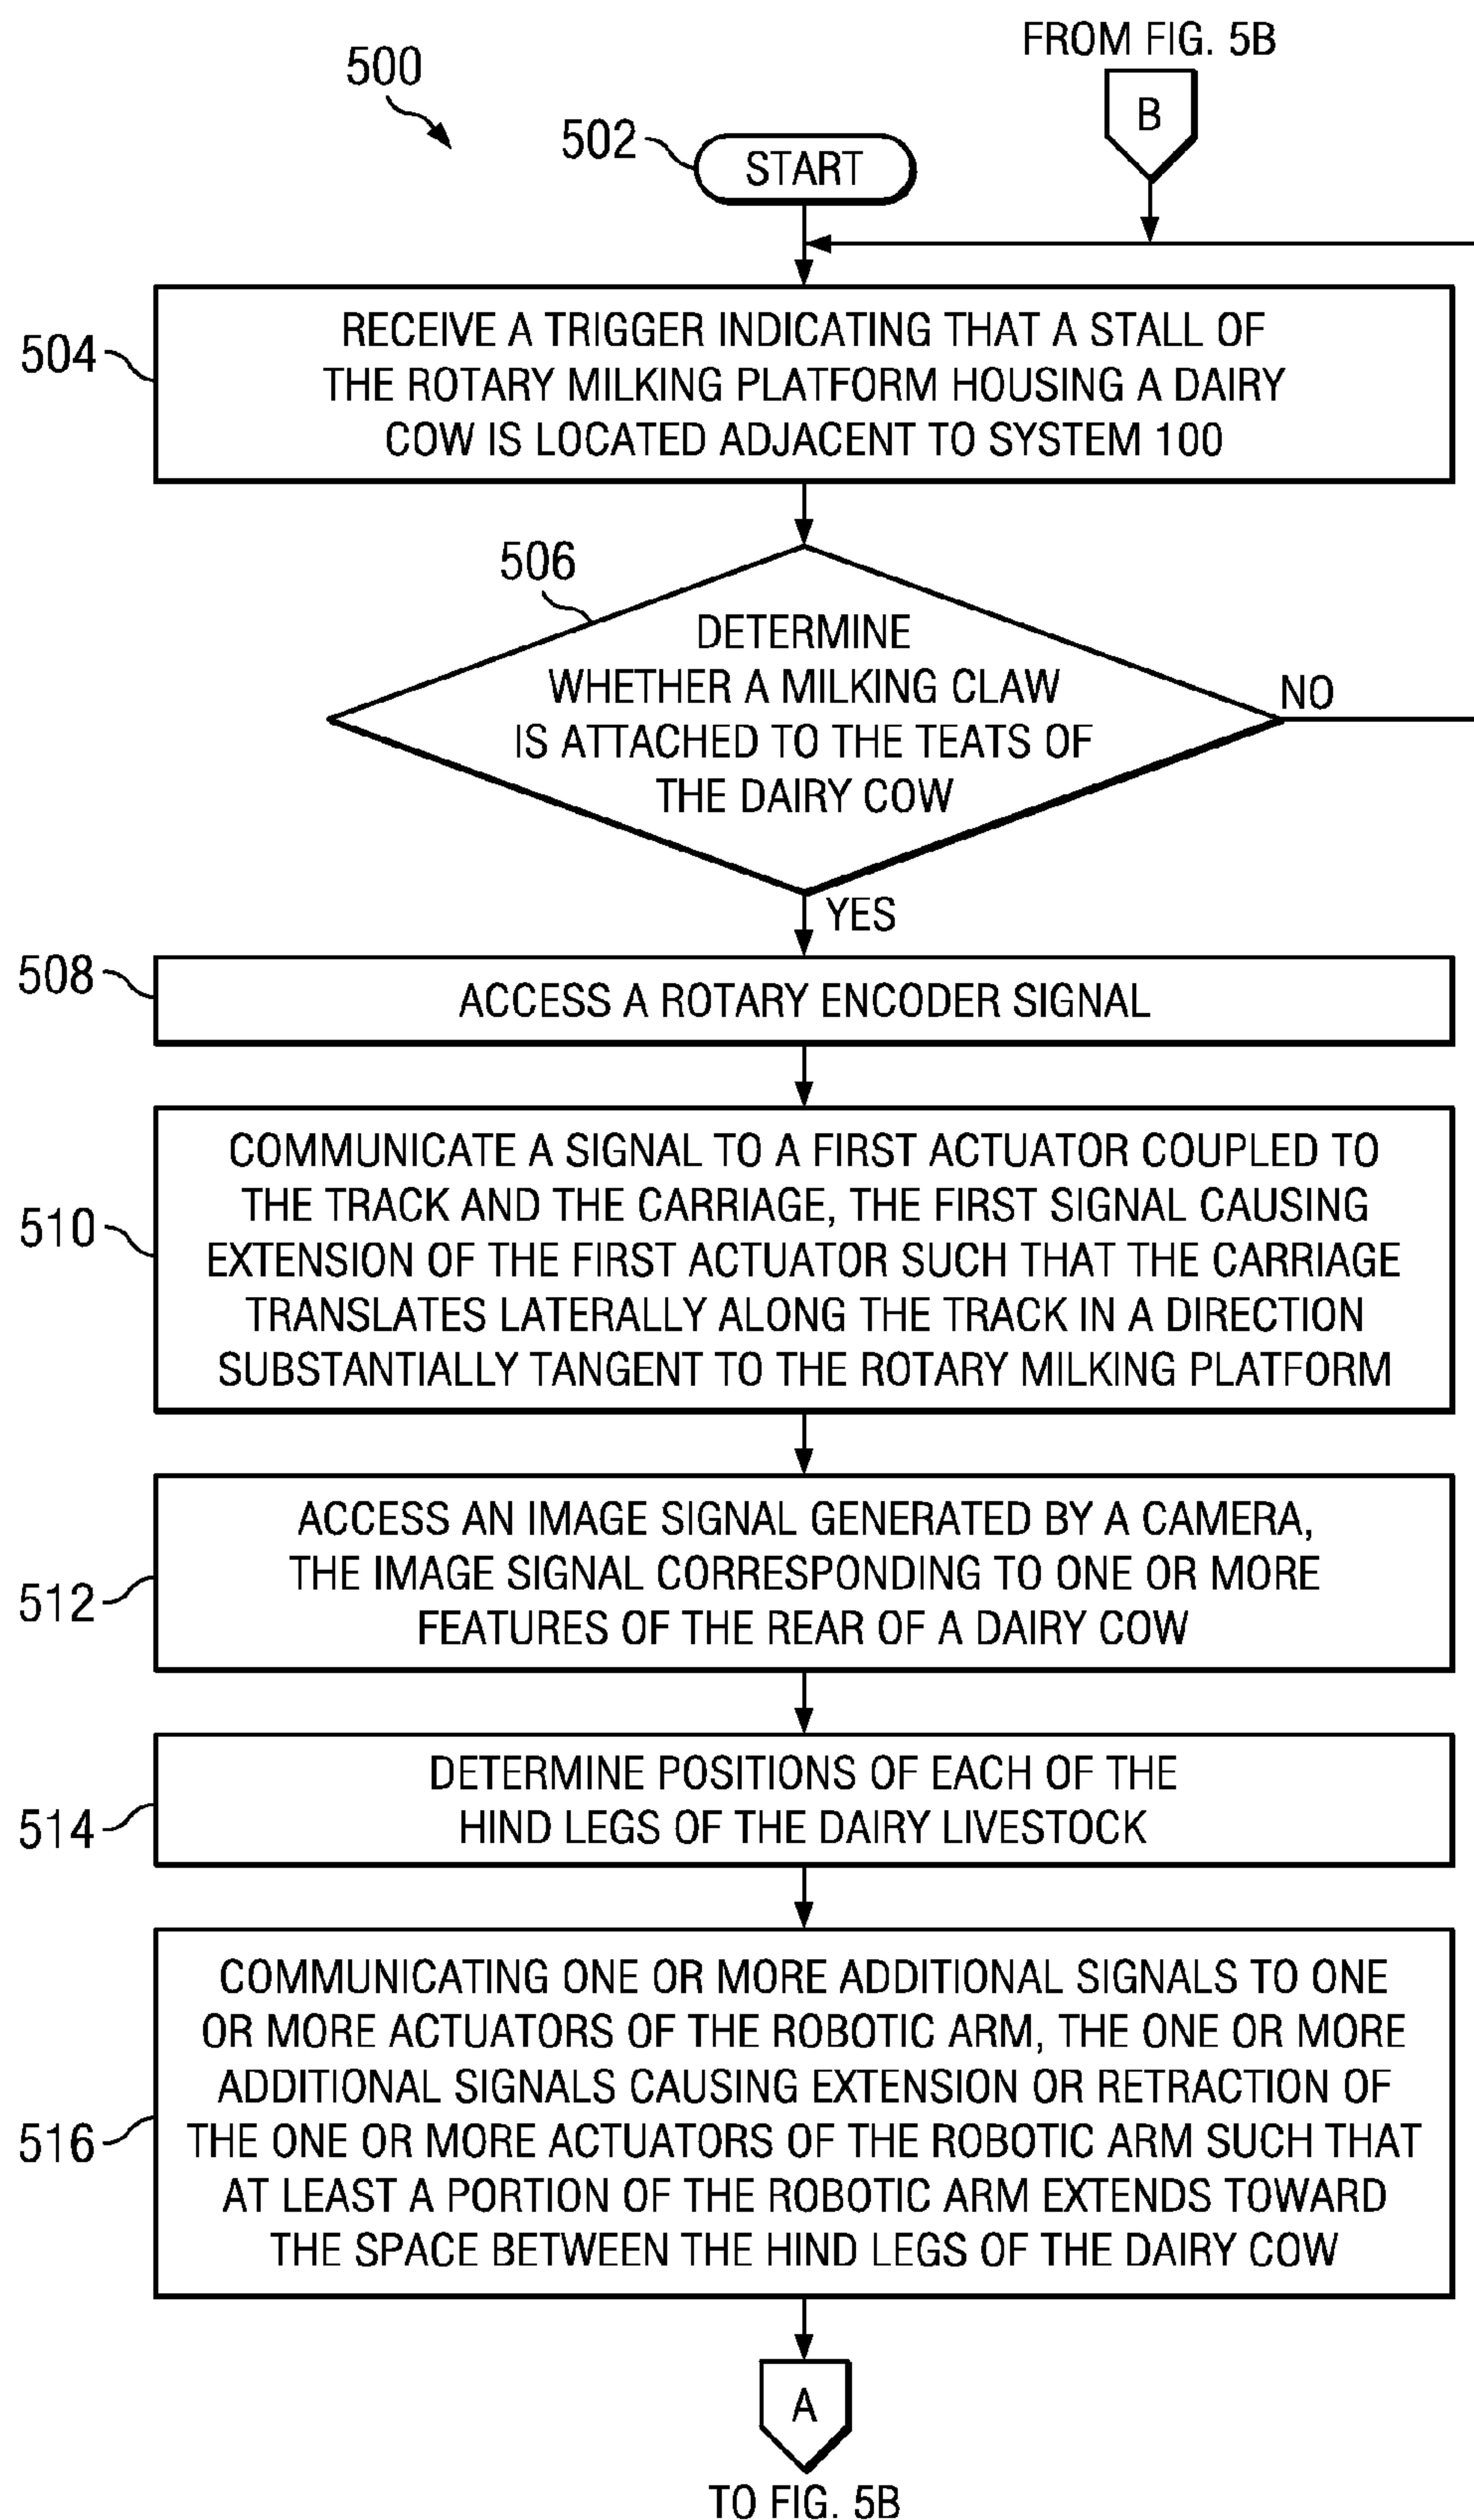 FROM FIG. 5B
500
B
502
START
504
RECEIVE A TRIGGER INDICATING THAT A STALL OF
THE ROTARY MILKING PLATFORM HOUSING A DAIRY
COW IS LOCATED ADJACENT TO SYSTEM 100
506
DETERMINE
WHETHER A MILKING CLAW
IS ATTACHED TO THE TEATS OF
THE DAIRY COW
NO
YES
508
ACCESS A ROTARY ENCODER SIGNAL
510
COMMUNICATE A SIGNAL TO A FIRST ACTUATOR COUPLED TO
THE TRACK AND THE CARRIAGE, THE FIRST SIGNAL CAUSING
EXTENSION OF THE FIRST ACTUATOR SUCH THAT THE CARRIAGE
TRANSLATES LATERALLY ALONG THE TRACK IN A DIRECTION
SUBSTANTIALLY TANGENT TO THE ROTARY MILKING PLATFORM
512
ACCESS AN IMAGE SIGNAL GENERATED BY A CAMERA,
THE IMAGE SIGNAL CORRESPONDING TO ONE OR MORE
FEATURES OF THE REAR OF A DAIRY COW
514
DETERMINE POSITIONS OF EACH OF THE
HIND LEGS OF THE DAIRY LIVESTOCK
516
COMMUNICATING ONE OR MORE ADDITIONAL SIGNALS TO ONE
OR MORE ACTUATORS OF THE ROBOTIC ARM, THE ONE OR MORE
ADDITIONAL SIGNALS CAUSING EXTENSION OR RETRACTION OF
THE ONE OR MORE ACTUATORS OF THE ROBOTIC ARM SUCH THAT
AT LEAST A PORTION OF THE ROBOTIC ARM EXTENDS TOWARD
THE SPACE BETWEEN THE HIND LEGS OF THE DAIRY COW
A
TO FIG. 5B